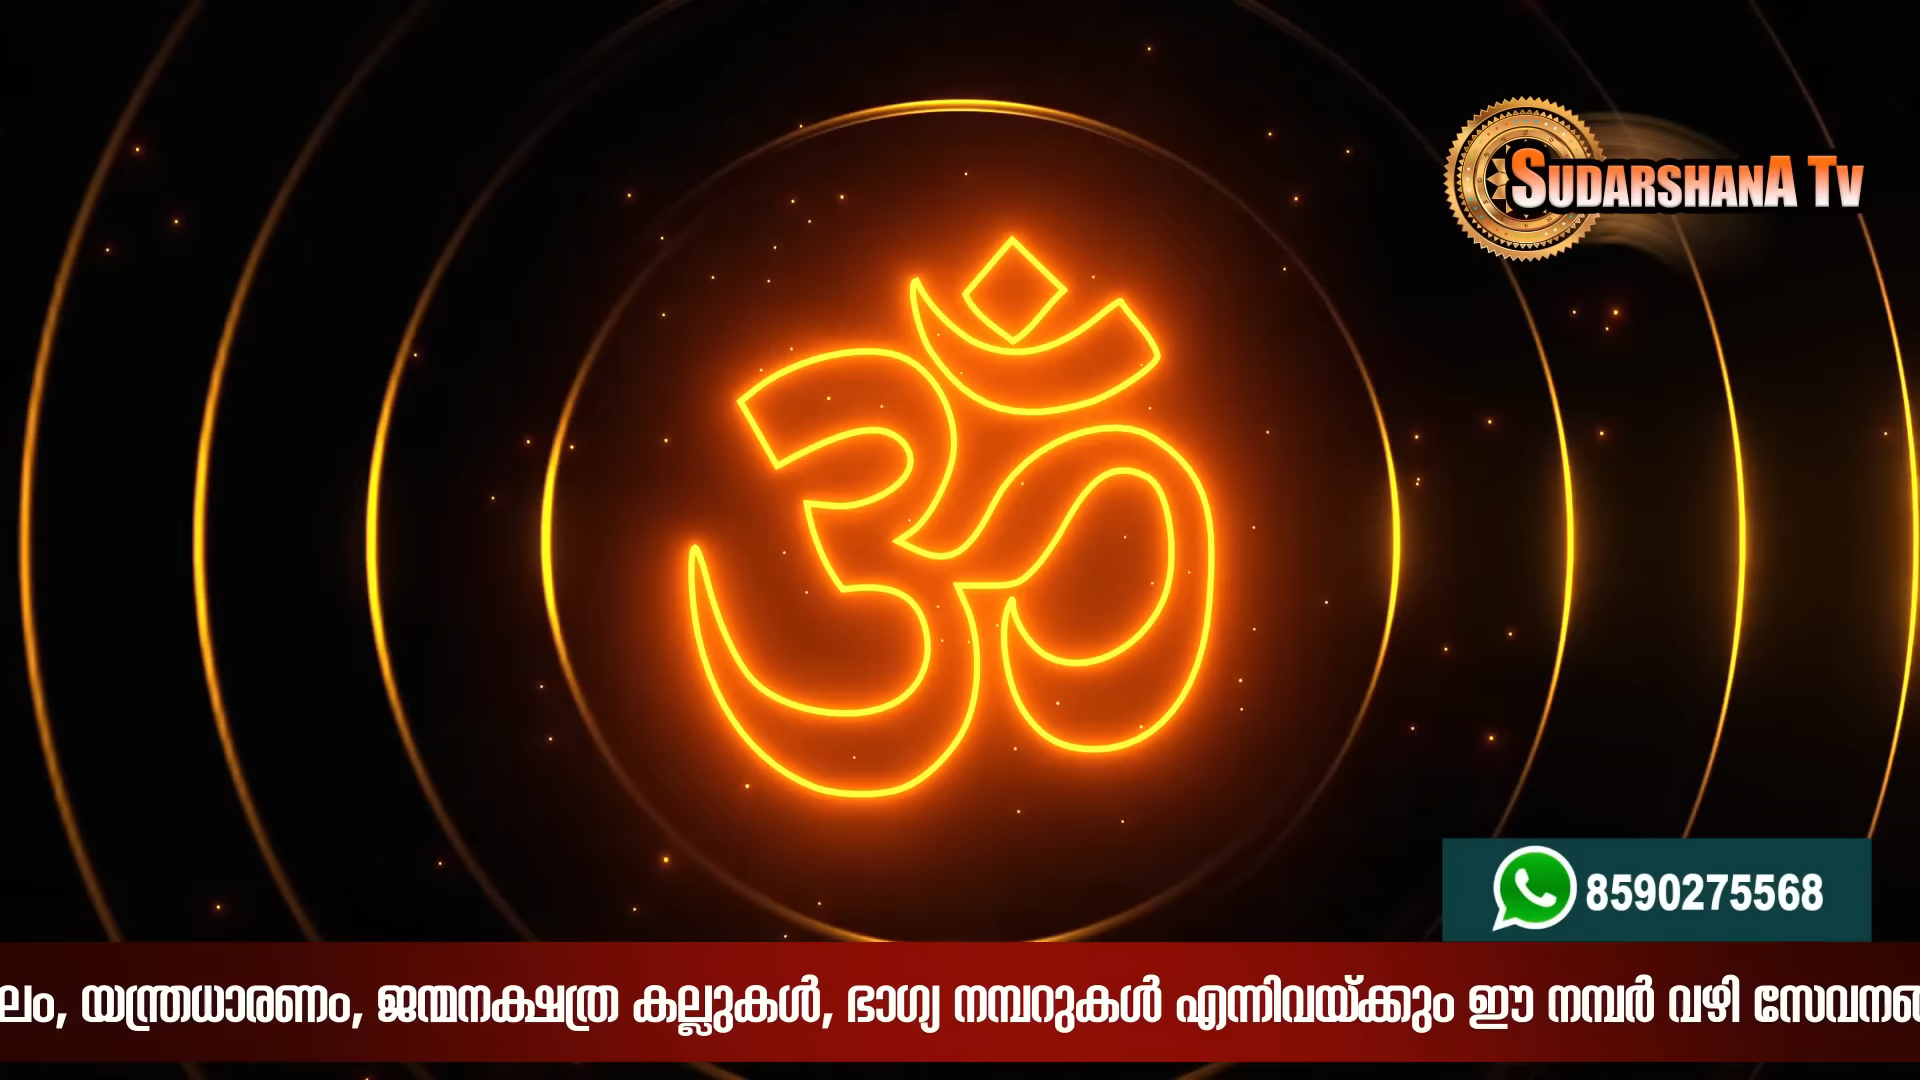 SUDARSHANA TV
8590275568
ലം, യന്ത്രധാരണം, ജന്മനക്ഷത്ര കല്ലുകൾ, ഭാഗ്യ നമ്പറുകൾ എന്നിവയ്ക്കും ഈ നമ്പർ വഴി സേവന